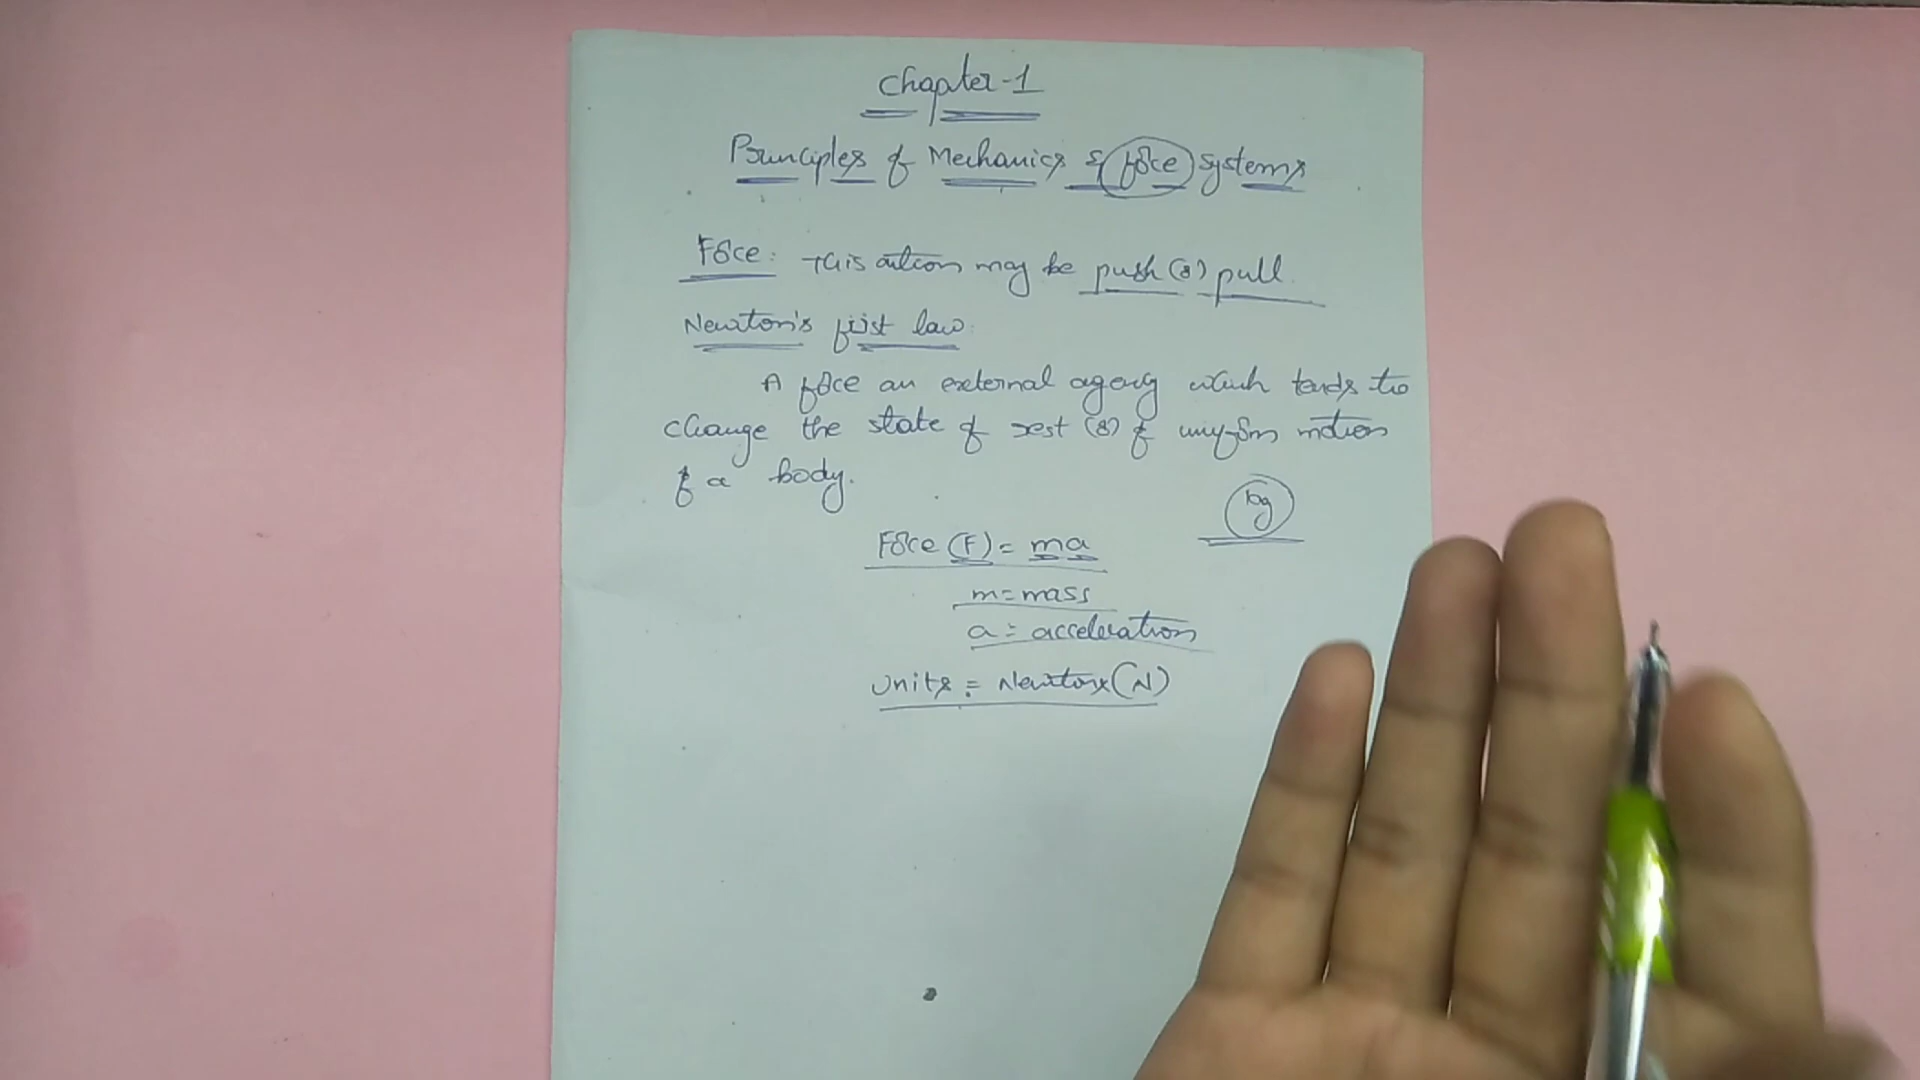 Chapter-1
Principles of Mechanics & force systems
Force: This action may be push (or) pull.
Newton's first law:
A force an external agency which tends to
change the state of rest (or) of uniform motion
of a body.
Force (F) = ma
m = mass
a = acceleration
Units = Newton (N)